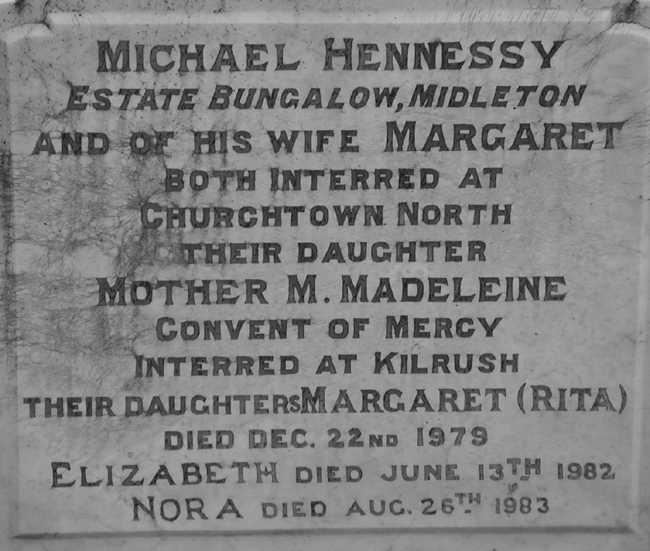 MICHAEL HENNESSY
ESTATE BUNGALOW, MIDLETON
AND OF HIS WIFE MARGARET
BOTH INTERRED AT
CHURCHTOWN NORTH
THEIR DAUGHTER
MOTHER M. MADELEINE
CONVENT OF MERCY
INTERRED AT KILRUSH
THEIR DAUGHTERS MARGARET (RITA)
DIED DEC. 22ND 1979
ELIZABETH DIED JUNE 13TH 1982
NORA DIED AUG. 26TH 1983